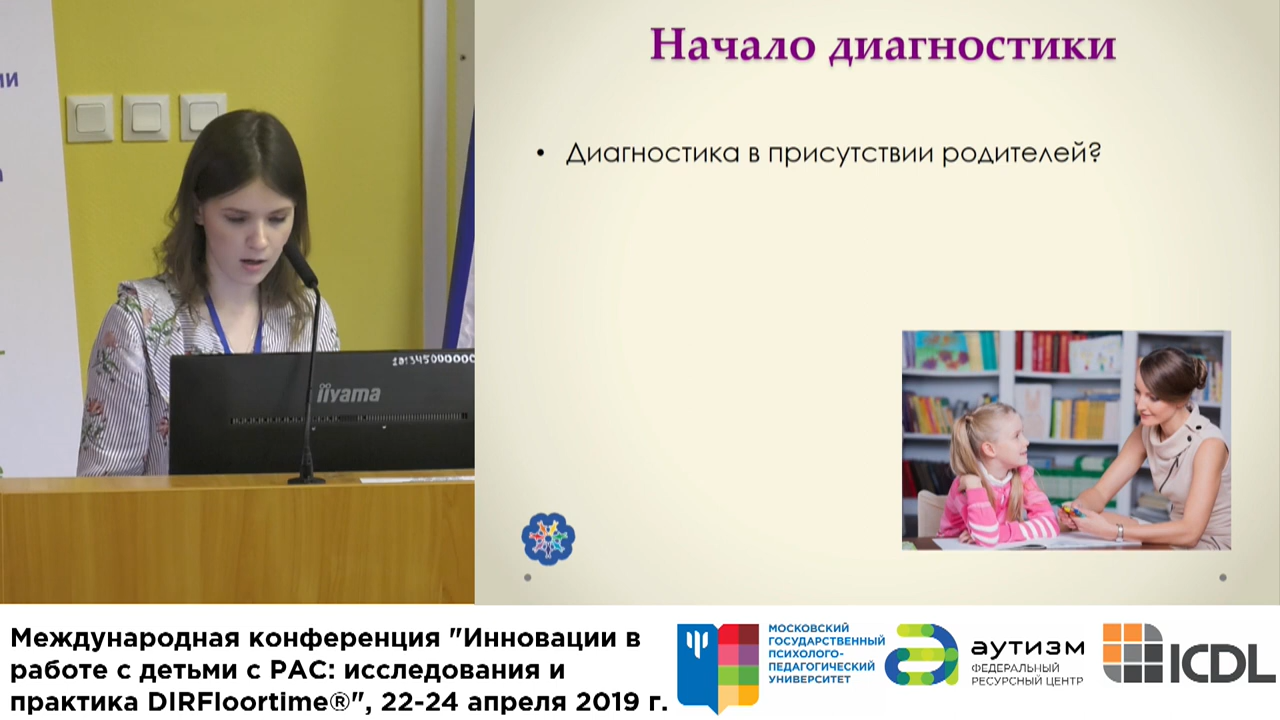 Начало диагностики
• Диагностика в присутствии родителей?
iiyama
Международная конференция "Инновации в
работе с детьми с РАС: исследования и
практика DIRFloortime®", 22-24 апреля 2019 г.
МОСКОВСКИЙ
ГОСУДАРСТВЕННЫЙ
ПСИХОЛОГО-
ПЕДАГОГИЧЕСКИЙ
УНИВЕРСИТЕТ
аутизм
ФЕДЕРАЛЬНЫЙ
РЕСУРСНЫЙ ЦЕНТР
ICDL